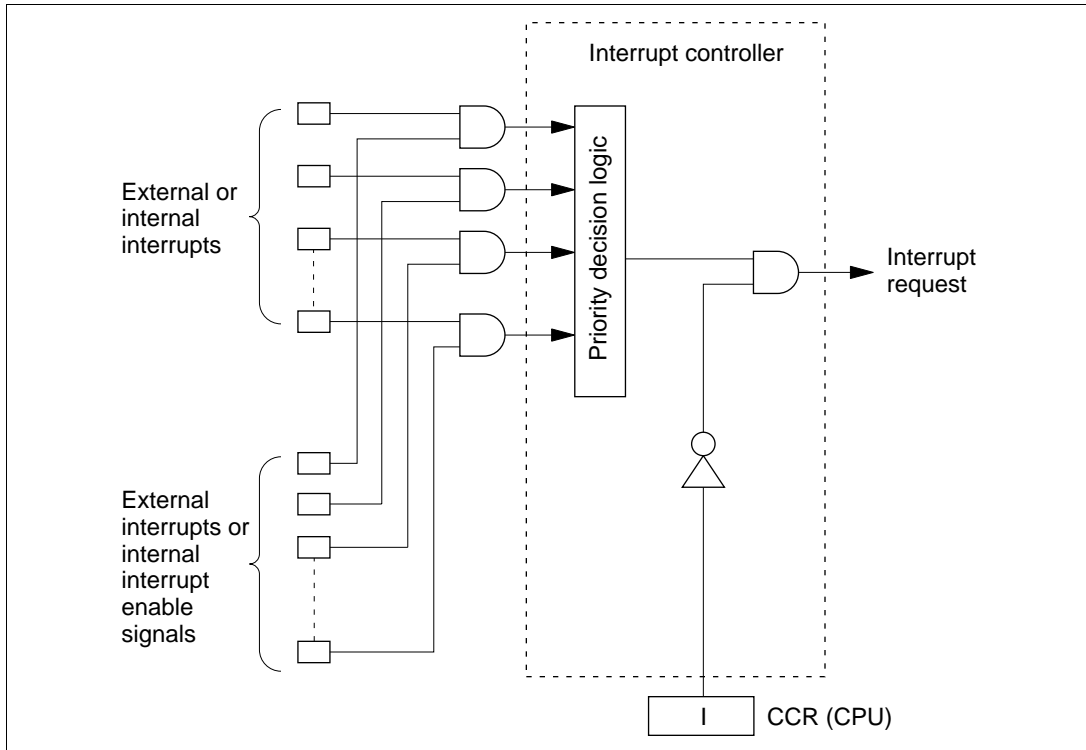 Interrupt controller
External or
internal
interrupts
Priority decision logic
Interrupt
request
External
interrupts or
internal
interrupt
enable
signals
I
CCR (CPU)